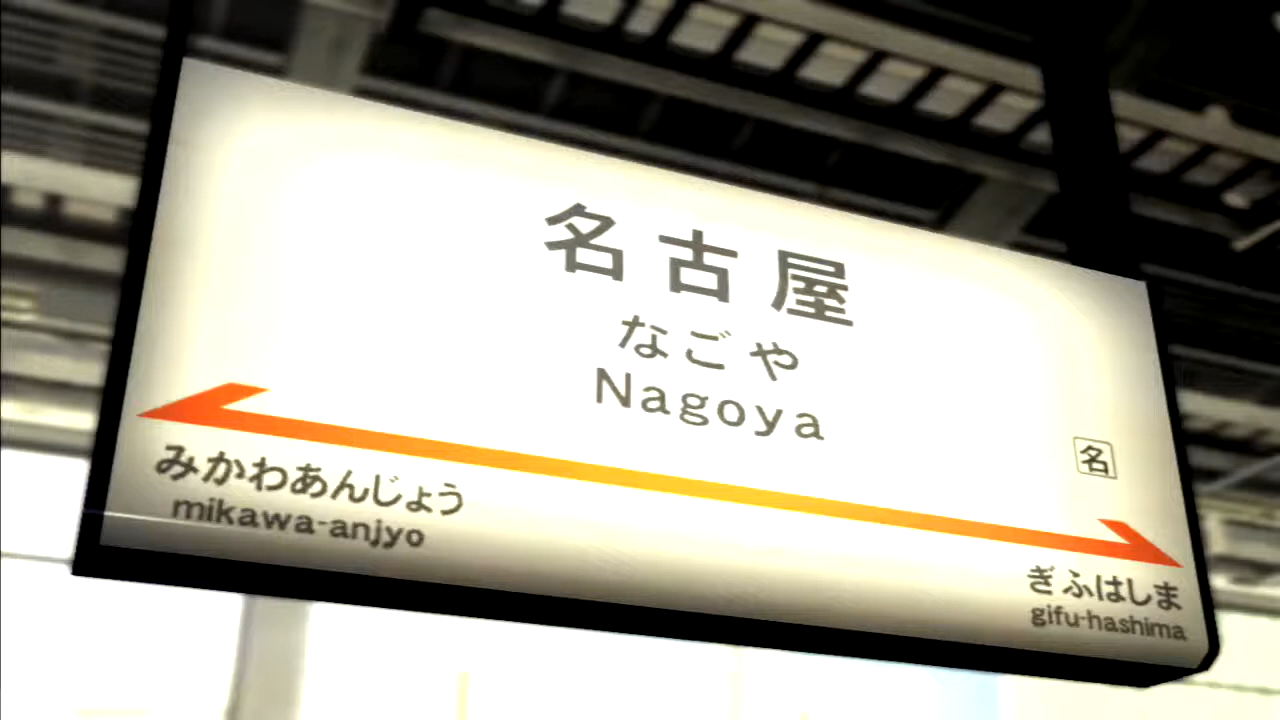 名古屋
なごや
Nagoya
名
みかわあんじょう
mikawa-anjyo
ぎふはしま
gifu-hashima